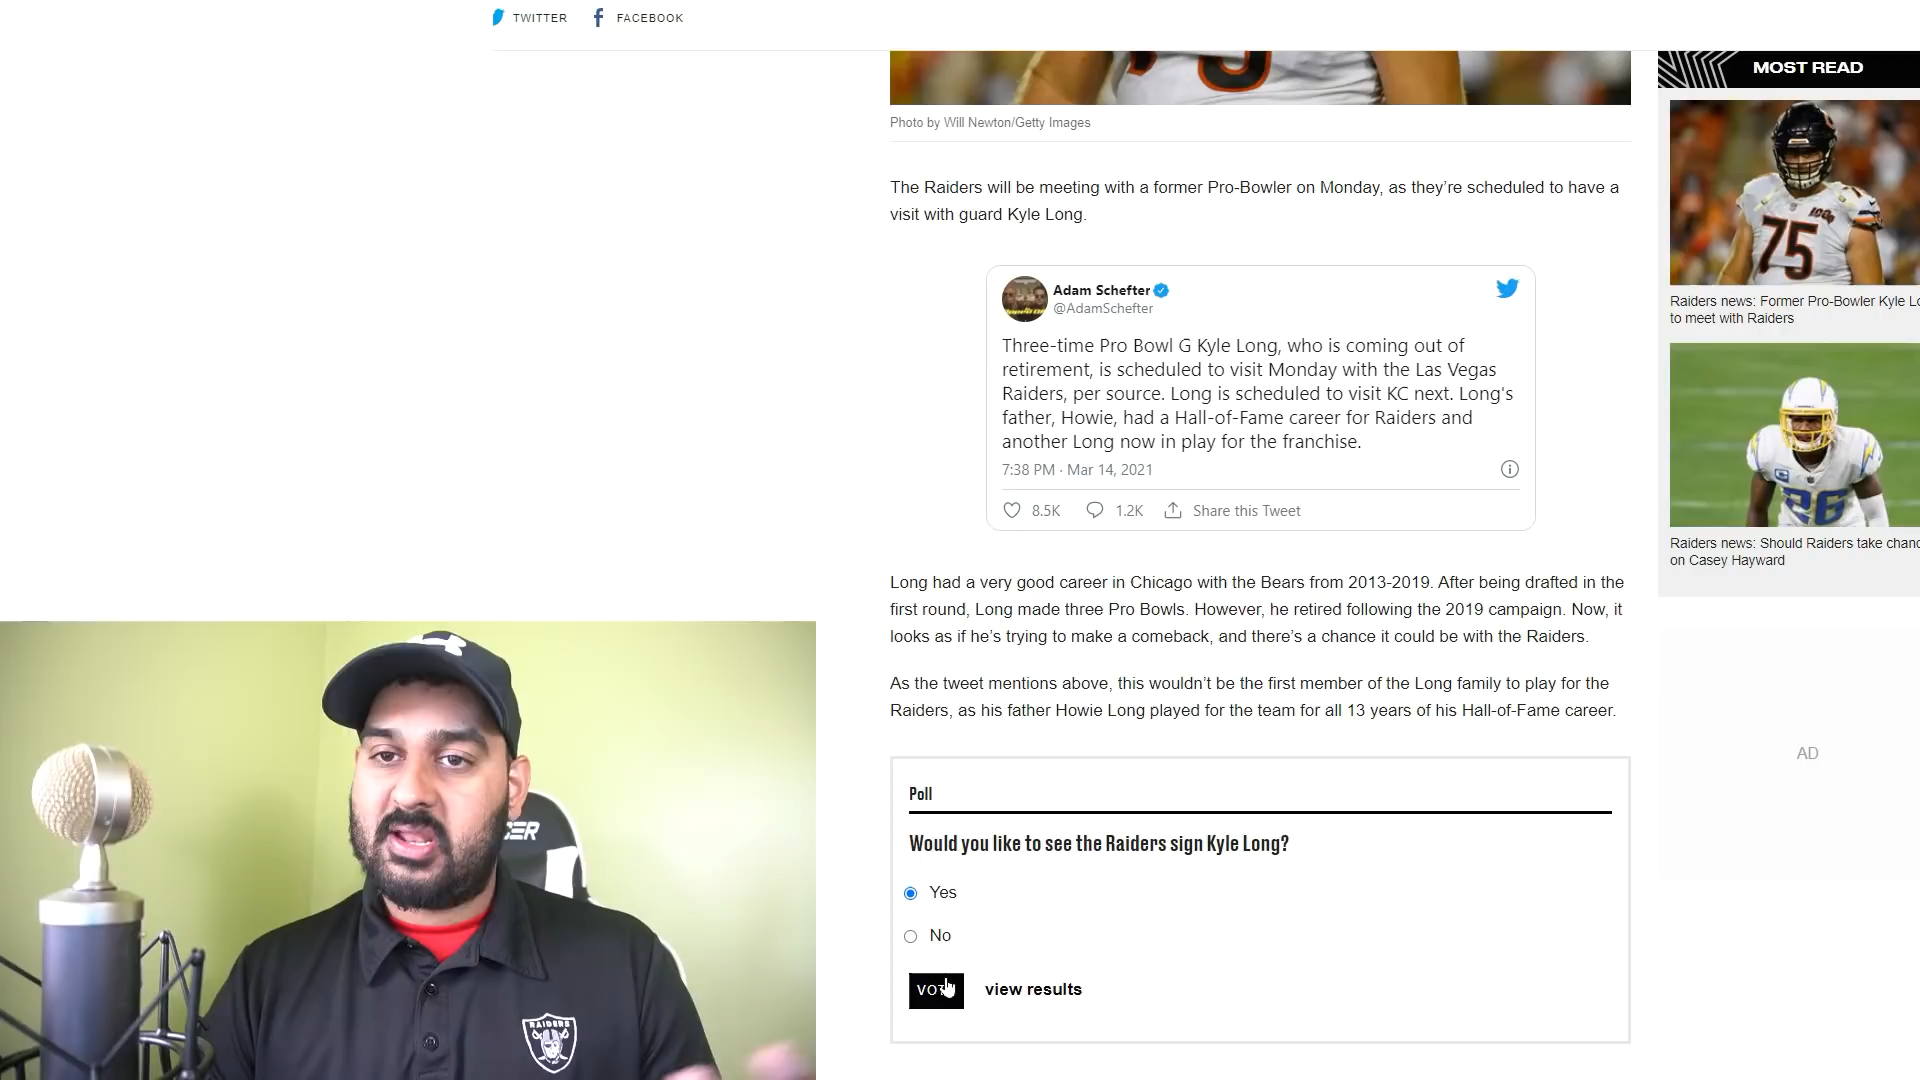 TWITTER
FACEBOOK
Photo by Will Newton/Getty Images
The Raiders will be meeting with a former Pro-Bowler on Monday, as they’re scheduled to have a
visit with guard Kyle Long.
Adam Schefter
@AdamSchefter
Three-time Pro Bowl G Kyle Long, who is coming out of
retirement, is scheduled to visit Monday with the Las Vegas
Raiders, per source. Long is scheduled to visit KC next. Long's
father, Howie, had a Hall-of-Fame career for Raiders and
another Long now in play for the franchise.
7:38 PM · Mar 14, 2021
8.5K
1.2K
Share this Tweet
Long had a very good career in Chicago with the Bears from 2013-2019. After being drafted in the
first round, Long made three Pro Bowls. However, he retired following the 2019 campaign. Now, it
looks as if he’s trying to make a comeback, and there’s a chance it could be with the Raiders.
As the tweet mentions above, this wouldn’t be the first member of the Long family to play for the
Raiders, as his father Howie Long played for the team for all 13 years of his Hall-of-Fame career.
Poll
Would you like to see the Raiders sign Kyle Long?
Yes
No
view results
MOST READ
75
Raiders news: Former Pro-Bowler Kyle
to meet with Raiders
26
Raiders news: Should Raiders take
on Casey Hayward
AD
RAIDERS